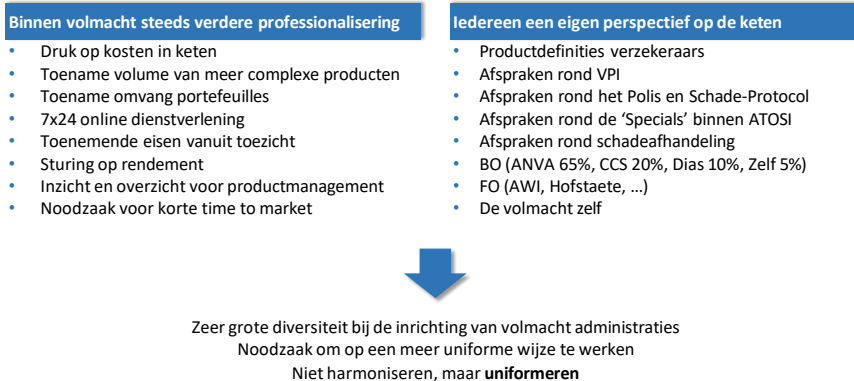 Binnen volmacht steeds verdere professionalisering
• Druk op kosten in keten
• Toename volume van meer complexe producten
• Toename omvang portefeuilles
• 7x24 online dienstverlening
• Toenemende eisen vanuit toezicht
• Sturing op rendement
• Inzicht en overzicht voor productmanagement
• Noodzaak voor korte time to market
Iedereen een eigen perspectief op de keten
• Productdefinities verzekeraars
• Afspraken rond VPI
• Afspraken rond het Polis en Schade-Protocol
• Afspraken rond de ‘Specials’ binnen ATOSI
• Afspraken rond schadeafhandeling
• BO (ANVA 65%, CCS 20%, Dias 10%, Zelf 5%)
• FO (AWI, Hofstaete, …)
• De volmacht zelf
Zeer grote diversiteit bij de inrichting van volmacht administraties
Noodzaak om op een meer uniforme wijze te werken
Niet harmoniseren, maar uniformeren